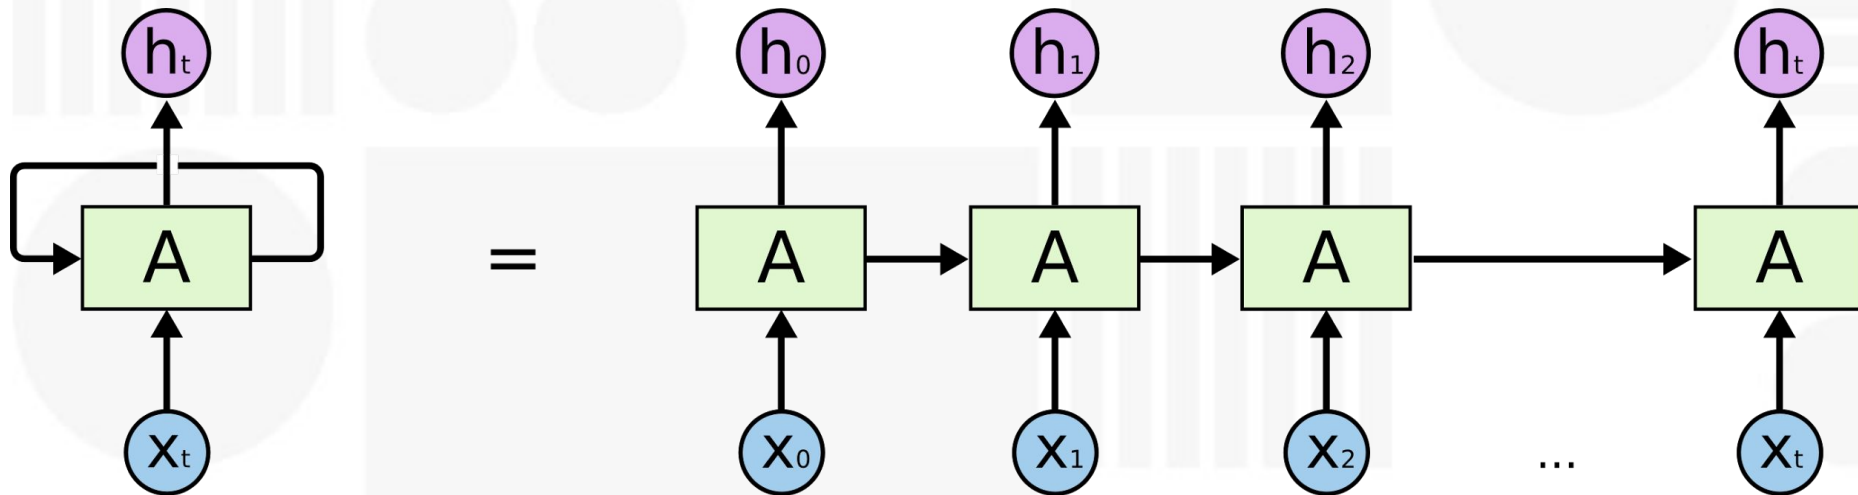 ht h0 h1 h2 ht
A = A A A A
xt x0 x1 x2 ... xt